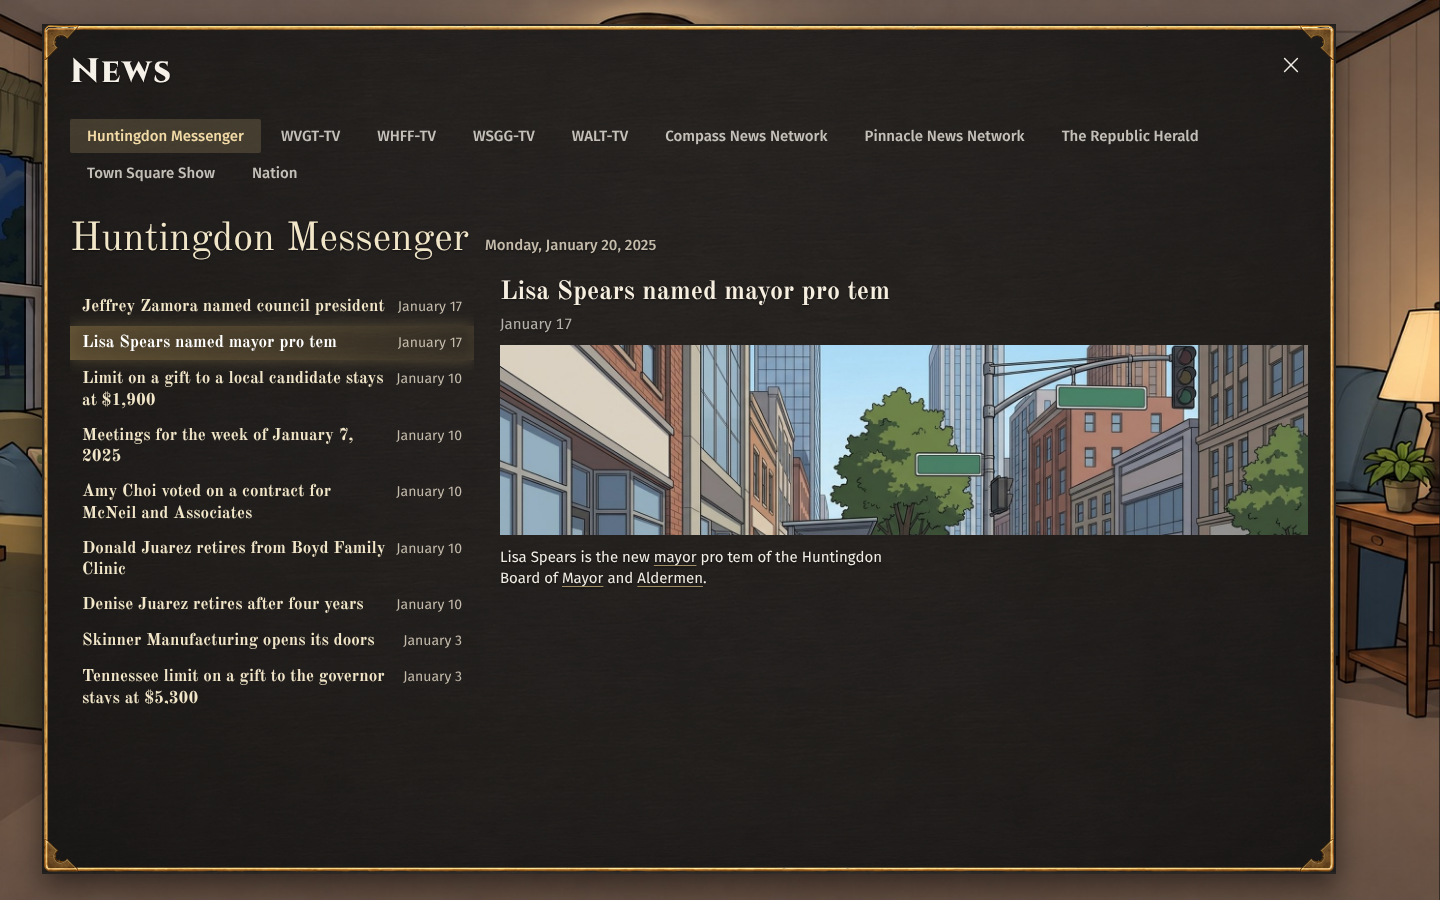 News
Huntingdon Messenger
WVGT-TV
WHFF-TV
WSGG-TV
WALT-TV
Compass News Network
Pinnacle News Network
The Republic Herald
Town Square Show
Nation
Huntingdon Messenger
Monday, January 20, 2025
Jeffrey Zamora named council president
January 17
Lisa Spears named mayor pro tem
January 17
Limit on a gift to a local candidate stays
at $1,900
January 10
Meetings for the week of January 7,
2025
January 10
Amy Choi voted on a contract for
McNeil and Associates
January 10
Donald Juarez retires from Boyd Family
Clinic
January 10
Denise Juarez retires after four years
January 10
Skinner Manufacturing opens its doors
January 3
Tennessee limit on a gift to the governor
stays at $5,300
January 3
Lisa Spears named mayor pro tem
January 17
Lisa Spears is the new mayor pro tem of the Huntingdon
Board of Mayor and Aldermen.